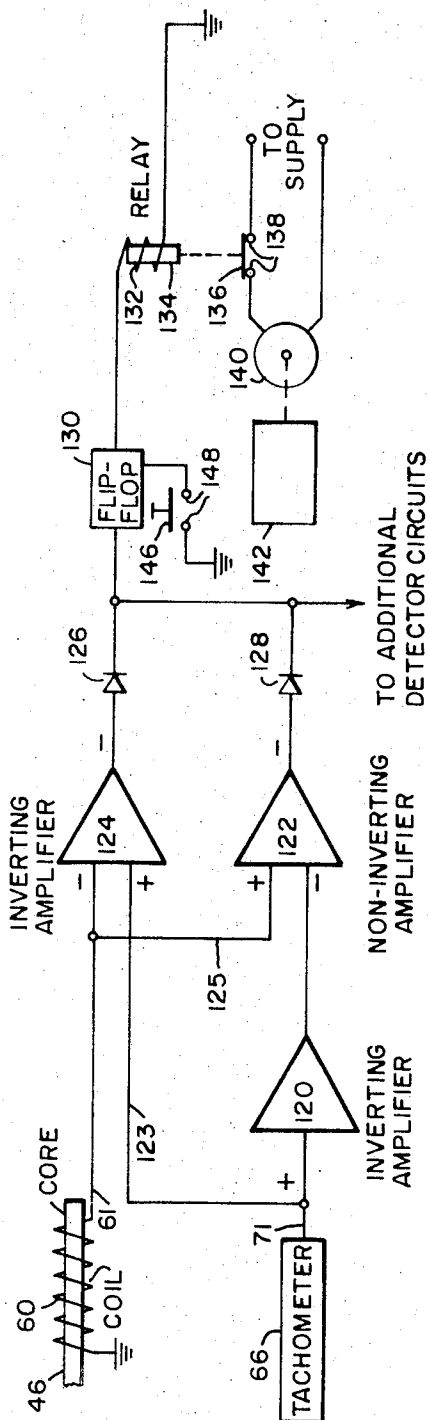 46
60
CORE
COIL
61
66
TACHOMETER
71
+
123
125
120
INVERTING
AMPLIFIER
INVERTING
AMPLIFIER
124
-
+
-
126
122
+
-
-
128
NON-INVERTING
AMPLIFIER
TO ADDITIONAL
DETECTOR CIRCUITS
130
FLIP-
FLOP
146
148
RELAY
132
134
136
138
140
142
TO
SUPPLY